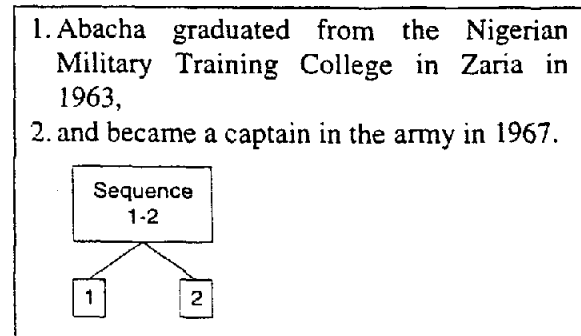 1. Abacha graduated from the Nigerian
Military Training College in Zaria in
1963,
2. and became a captain in the army in 1967.
Sequence
1-2
1
2